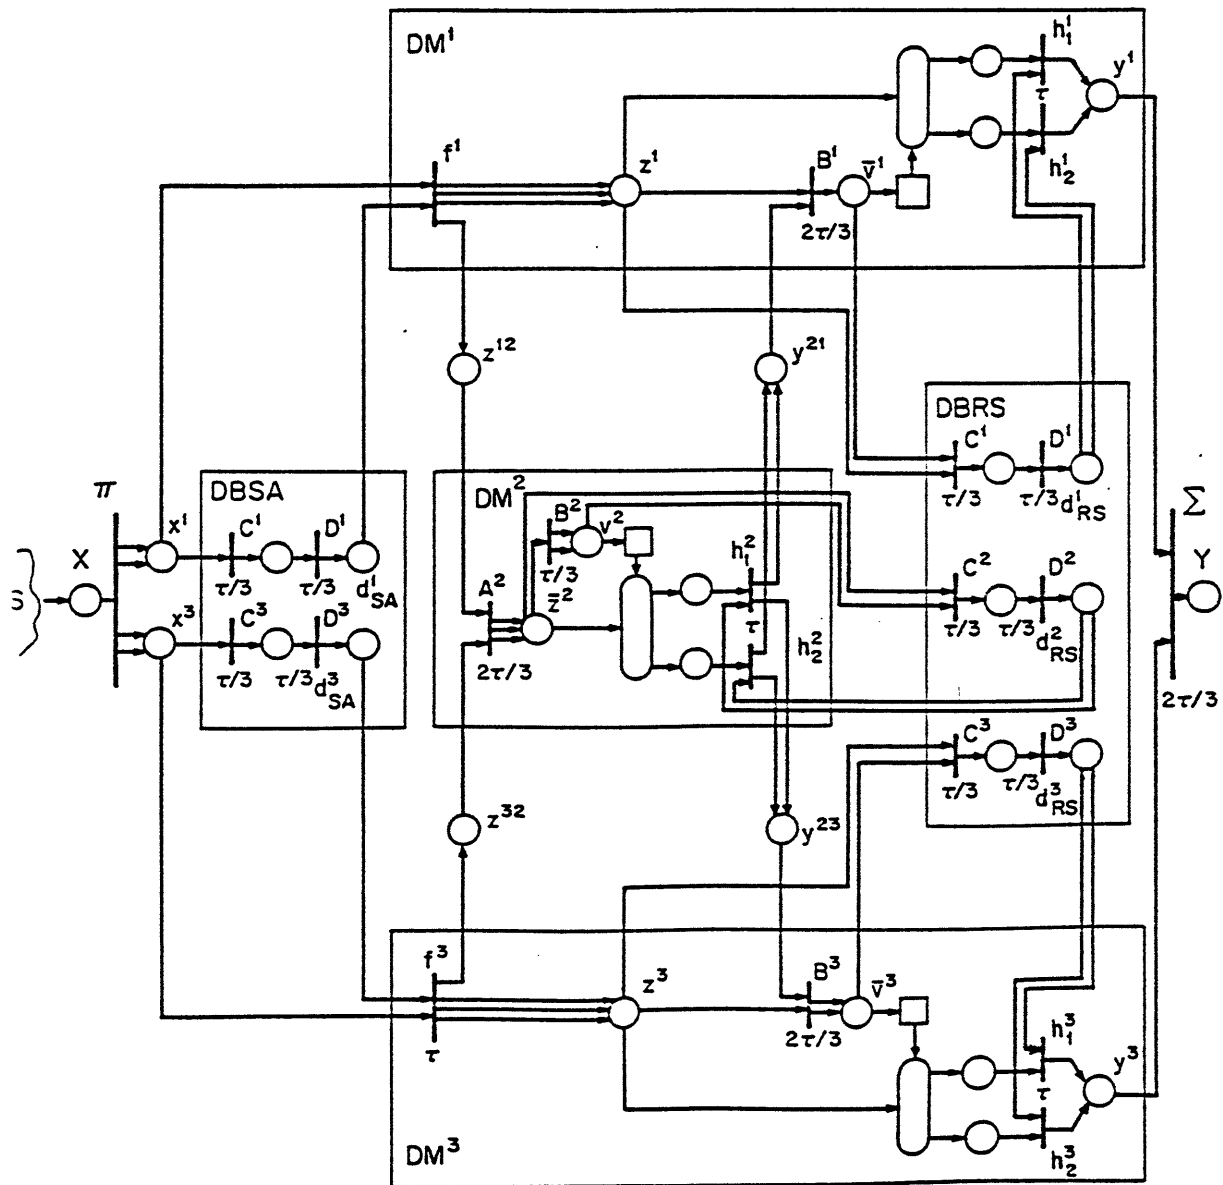 DM¹
h₁¹
y¹
τ
h₂¹
f¹
z¹
B¹
v̄¹
2τ/3
z¹²
y²¹
DBRS
C¹
D¹
τ/3
τ/3
d¹RS
π
DBSA
DM²
Σ
X
x¹
C¹
D¹
B²
v²
h₁²
Y
S
τ/3
τ/3
d¹SA
A²
τ/3
z̄²
C²
D²
x³
C³
D³
τ
h₂²
τ/3
τ/3
d²RS
τ/3
τ/3
d³SA
2τ/3
2τ/3
C³
D³
τ/3
τ/3
d³RS
z³²
y²³
f³
z³
B³
v̄³
τ
2τ/3
h₁³
y³
τ
DM³
h₂³